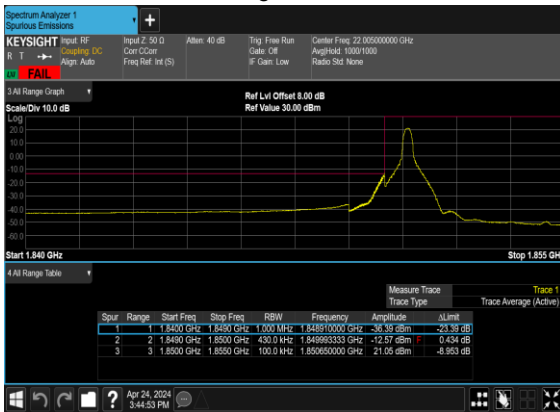 Spectrum Analyzer 1
Spurious Emissions
KEYSIGHT Input: RF Input Z: 50 Ω Atten: 40 dB Trig: Free Run Center Freq: 22.005000000 GHz
R T Coupling: DC Corr CCorr Gate: Off Avg|Hold: 1000/1000
Align: Auto Freq Ref: Int (S) IF Gain: Low Radio Std: None
LXI FAIL
3 All Range Graph Ref Lvl Offset 8.00 dB
Scale/Div 10.0 dB Ref Value 30.00 dBm
Log
20.0
10.0
0.00
-10.0
-20.0
-30.0
-40.0
-50.0
-60.0
Start 1.840 GHz Stop 1.855 GH
4 All Range Table
Measure Trace Trace 1
Trace Type Trace Average (Active)
Spur Range Start Freq Stop Freq RBW Frequency Amplitude ΔLimit
1 1 1.8400 GHz 1.8490 GHz 1.000 MHz 1.848910000 GHz -36.39 dBm -23.39 dB
2 2 1.8490 GHz 1.8500 GHz 430.0 kHz 1.849993333 GHz -12.57 dBm F 0.434 dB
3 3 1.8500 GHz 1.8550 GHz 100.0 kHz 1.850650000 GHz 21.05 dBm -8.953 dB
Apr 24, 2024
3:44:53 PM